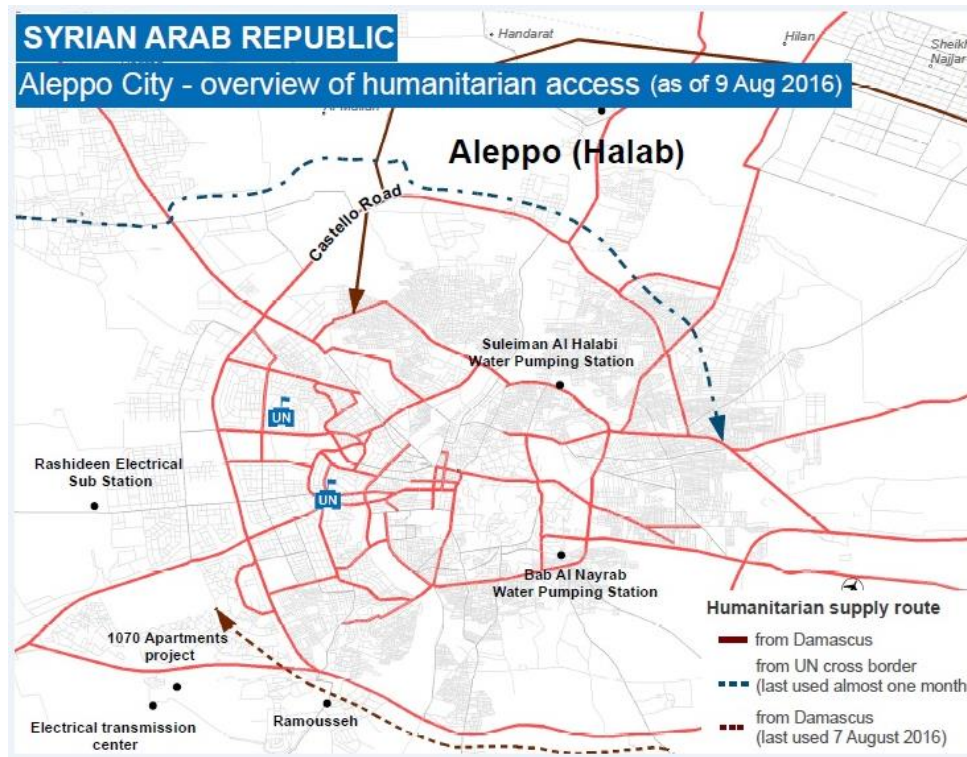 SYRIAN ARAB REPUBLIC
Aleppo City - overview of humanitarian access (as of 9 Aug 2016)
Handarat
Hilan
Sheikh
Najjar
Aleppo (Halab)
Castello Road
Suleiman Al Halabi
Water Pumping Station
UN
Rashideen Electrical
Sub Station
UN
Bab Al Nayrab
Water Pumping Station
1070 Apartments
project
Ramousseh
Electrical transmission
center
Humanitarian supply route
from Damascus
from UN cross border
(last used almost one month
from Damascus
(last used 7 August 2016)